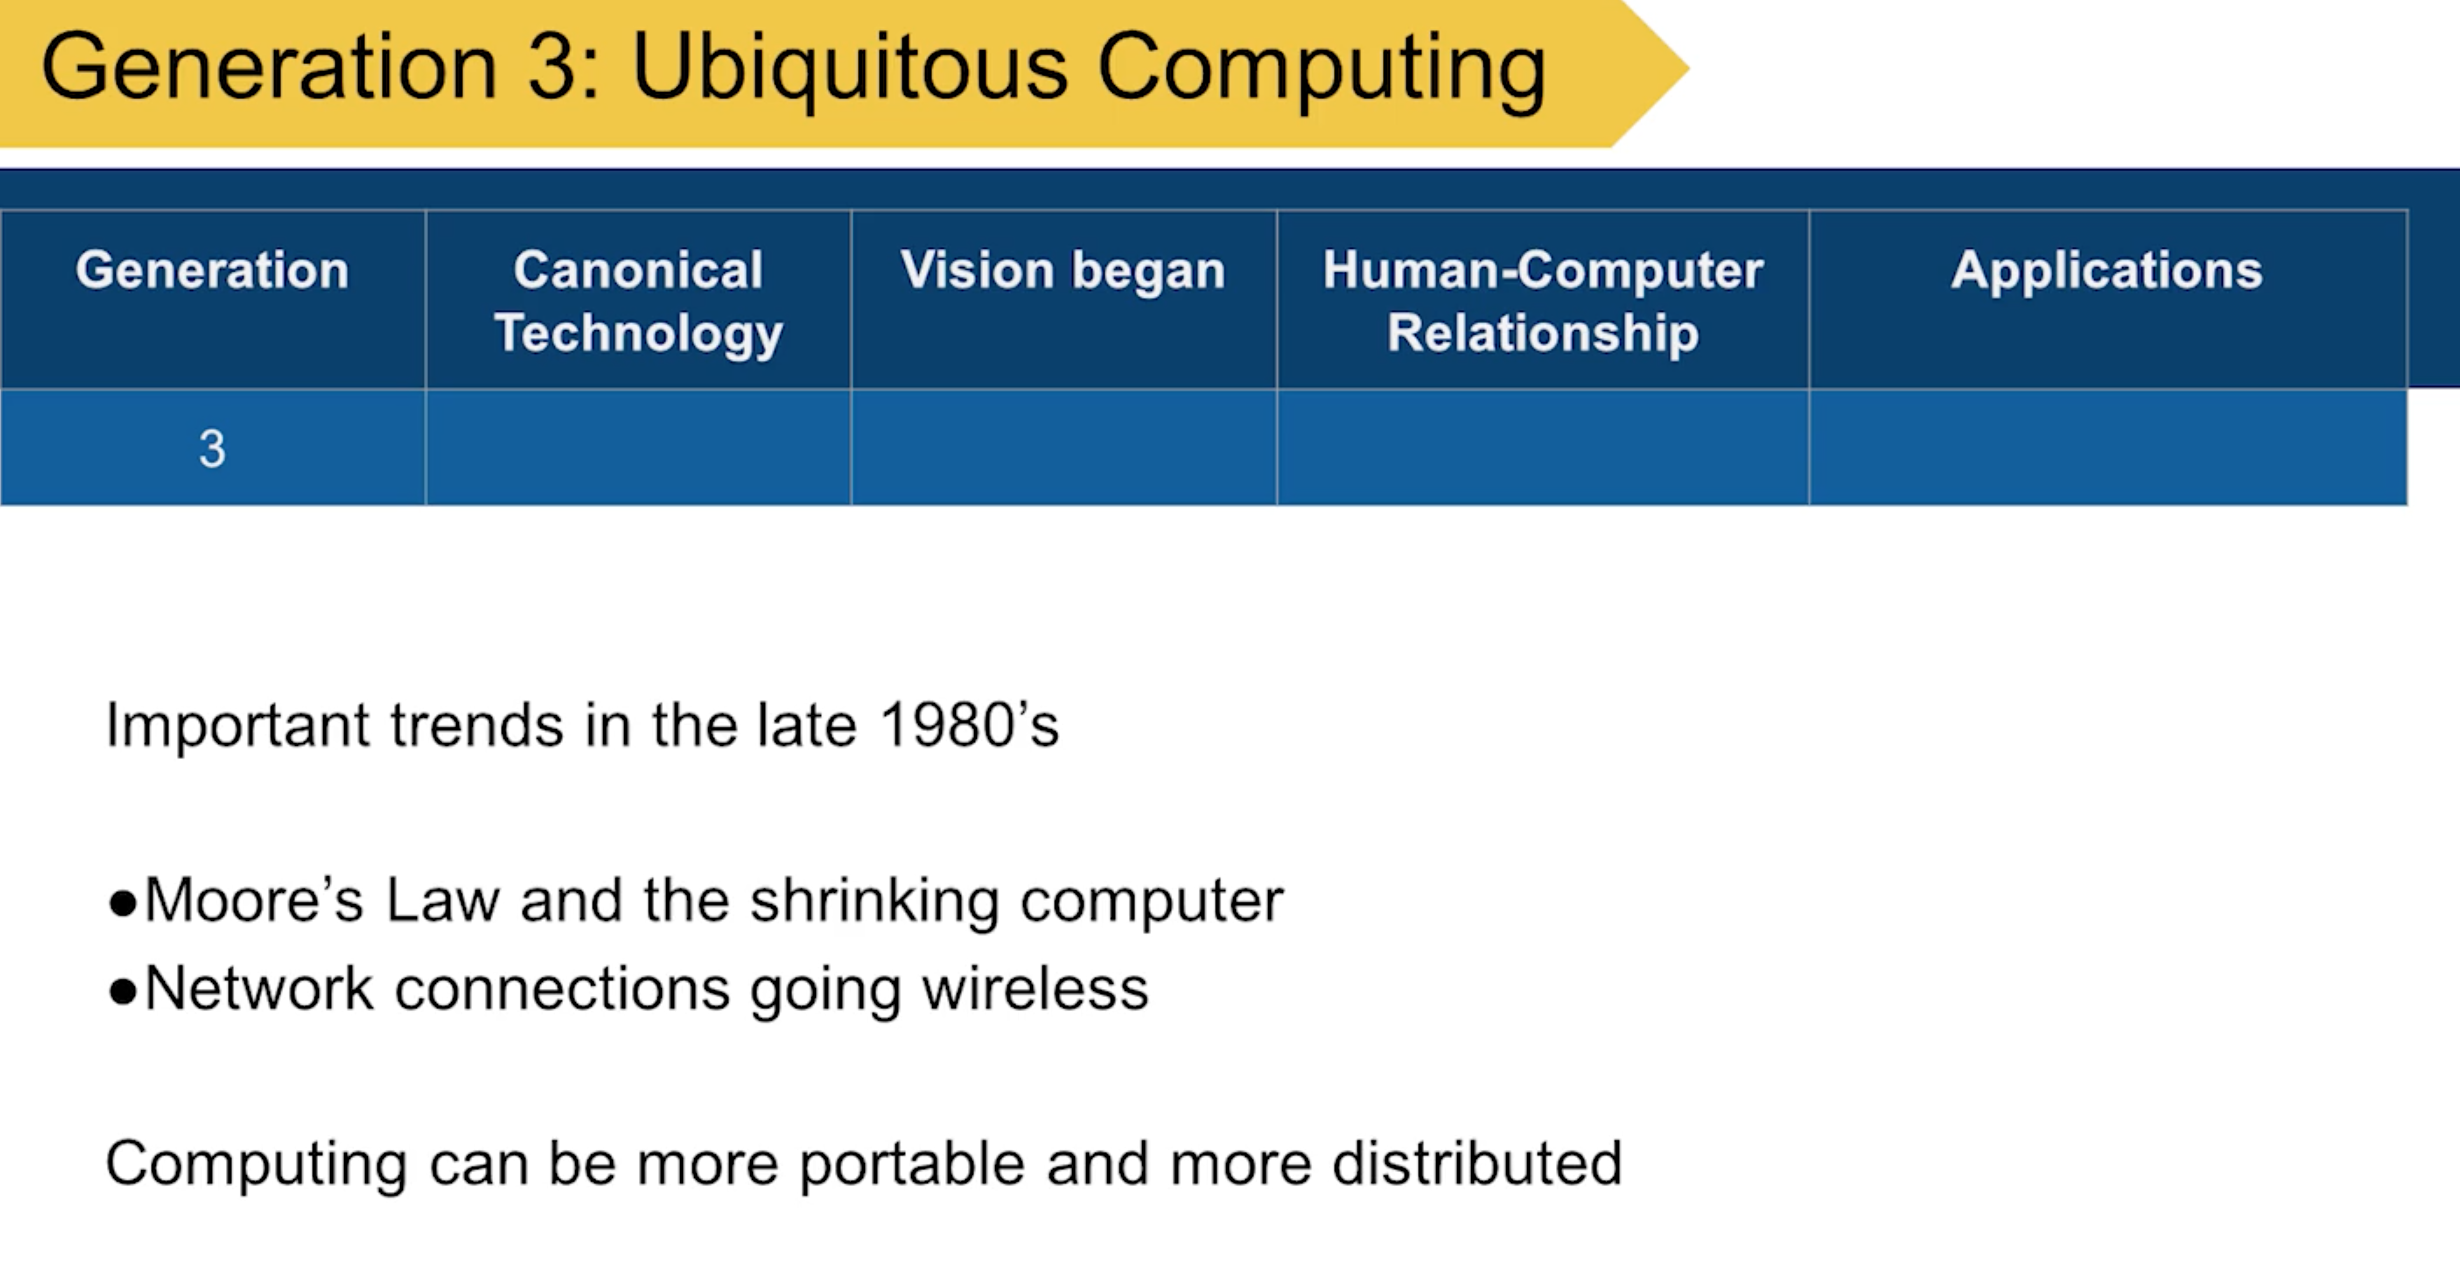 Generation 3: Ubiquitous Computing
Generation
Canonical
Technology
Vision began
Human-Computer
Relationship
Applications
3
Important trends in the late 1980’s
●Moore’s Law and the shrinking computer
●Network connections going wireless
Computing can be more portable and more distributed